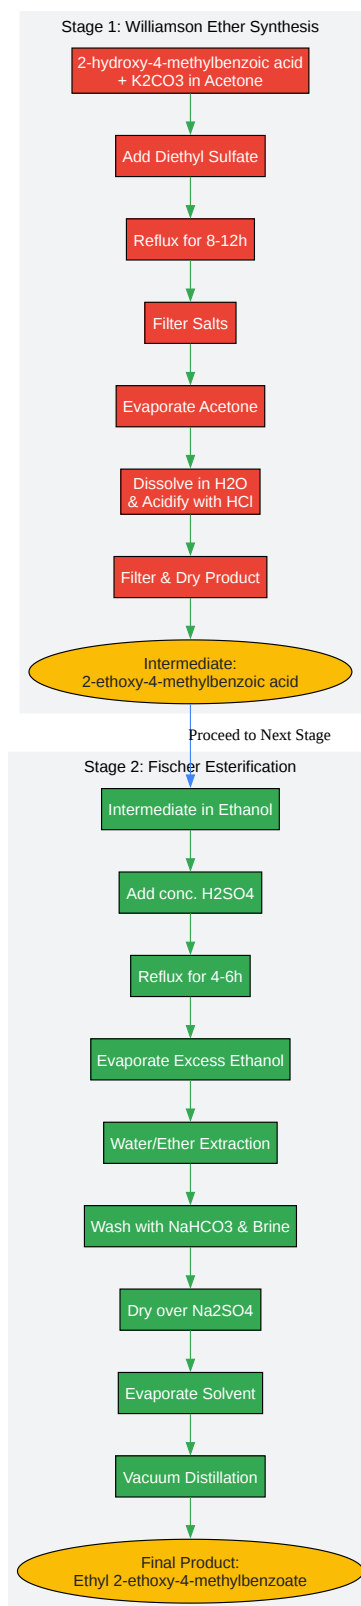 Stage 1: Williamson Ether Synthesis
2-hydroxy-4-methylbenzoic acid
+ K2CO3 in Acetone
Add Diethyl Sulfate
Reflux for 8-12h
Filter Salts
Evaporate Acetone
Dissolve in H2O
& Acidify with HCl
Filter & Dry Product
Intermediate:
2-ethoxy-4-methylbenzoic acid
Proceed to Next Stage
Stage 2: Fischer Esterification
Intermediate in Ethanol
Add conc. H2SO4
Reflux for 4-6h
Evaporate Excess Ethanol
Water/Ether Extraction
Wash with NaHCO3 & Brine
Dry over Na2SO4
Evaporate Solvent
Vacuum Distillation
Final Product:
Ethyl 2-ethoxy-4-methylbenzoate